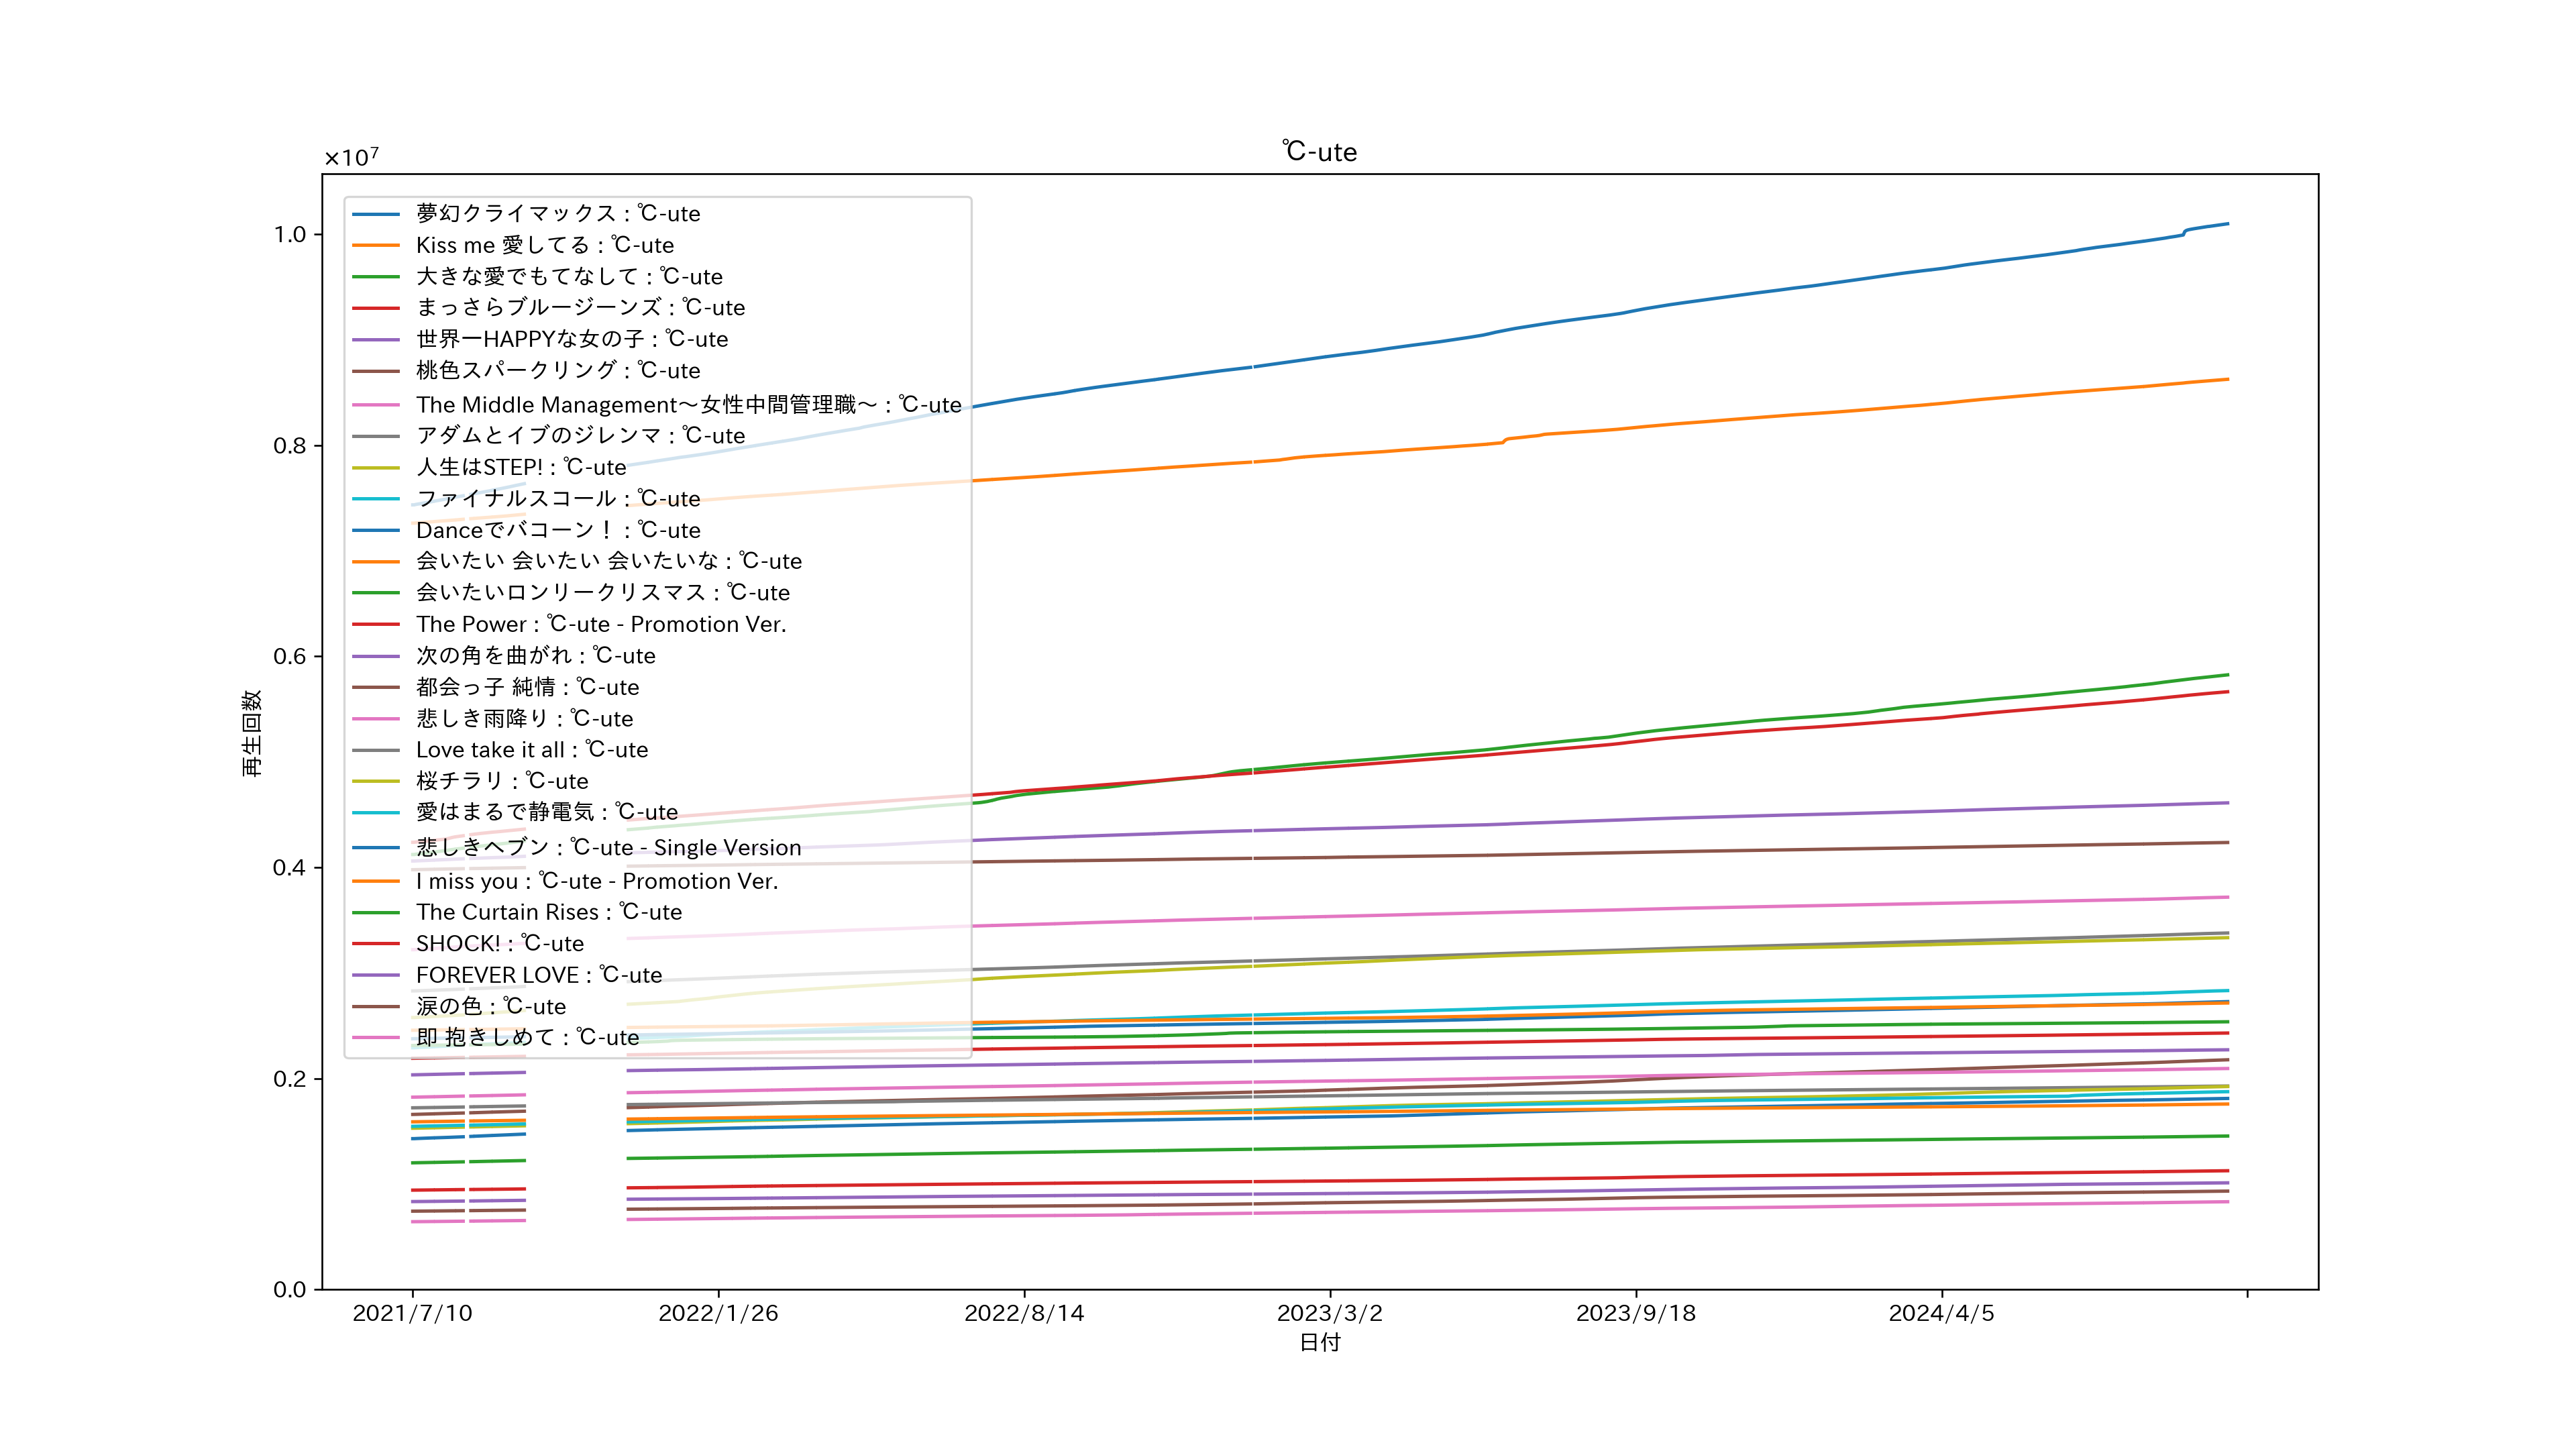 ℃-ute
×10⁷
1.0
0.8
0.6
0.4
0.2
0.0
再生回数
夢幻クライマックス : ℃-ute
Kiss me 愛してる : ℃-ute
大きな愛でもてなして : ℃-ute
まっさらブルージーンズ : ℃-ute
世界一HAPPYな女の子 : ℃-ute
桃色スパークリング : ℃-ute
The Middle Management～女性中間管理職～ : ℃-ute
アダムとイブのジレンマ : ℃-ute
人生はSTEP! : ℃-ute
ファイナルスコール : ℃-ute
Danceでバコーン！ : ℃-ute
会いたい 会いたい 会いたいな : ℃-ute
会いたいロンリークリスマス : ℃-ute
The Power : ℃-ute - Promotion Ver.
次の角を曲がれ : ℃-ute
都会っ子 純情 : ℃-ute
悲しき雨降り : ℃-ute
Love take it all : ℃-ute
桜チラリ : ℃-ute
愛はまるで静電気 : ℃-ute
悲しきヘブン : ℃-ute - Single Version
I miss you : ℃-ute - Promotion Ver.
The Curtain Rises : ℃-ute
SHOCK! : ℃-ute
FOREVER LOVE : ℃-ute
涙の色 : ℃-ute
即 抱きしめて : ℃-ute
2021/7/10
2022/1/26
2022/8/14
2023/3/2
2023/9/18
2024/4/5
日付